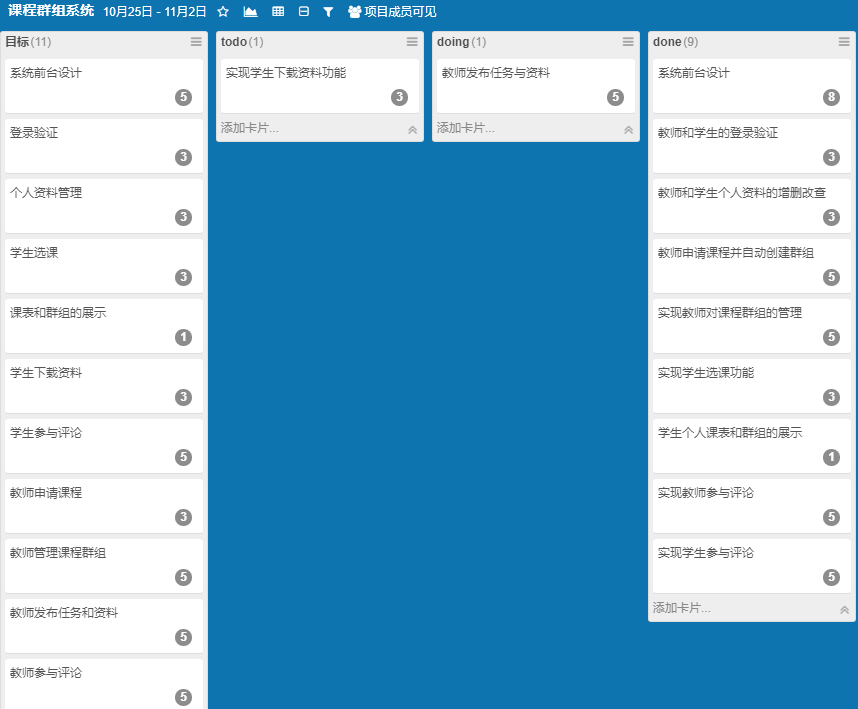 课程群组系统 10月25日 - 11月2日 项目成员可见
目标(11)
系统前台设计
5
登录验证
3
个人资料管理
3
学生选课
3
课表和群组的展示
1
学生下载资料
3
学生参与评论
5
教师申请课程
3
教师管理课程群组
5
教师发布任务和资料
5
教师参与评论
5
todo(1)
实现学生下载资料功能
3
添加卡片...
doing(1)
教师发布任务与资料
5
添加卡片...
done(9)
系统前台设计
8
教师和学生的登录验证
3
教师和学生个人资料的增删改查
3
教师申请课程并自动创建群组
5
实现教师对课程群组的管理
5
实现学生选课功能
3
学生个人课表和群组的展示
1
实现教师参与评论
5
实现学生参与评论
5
添加卡片...